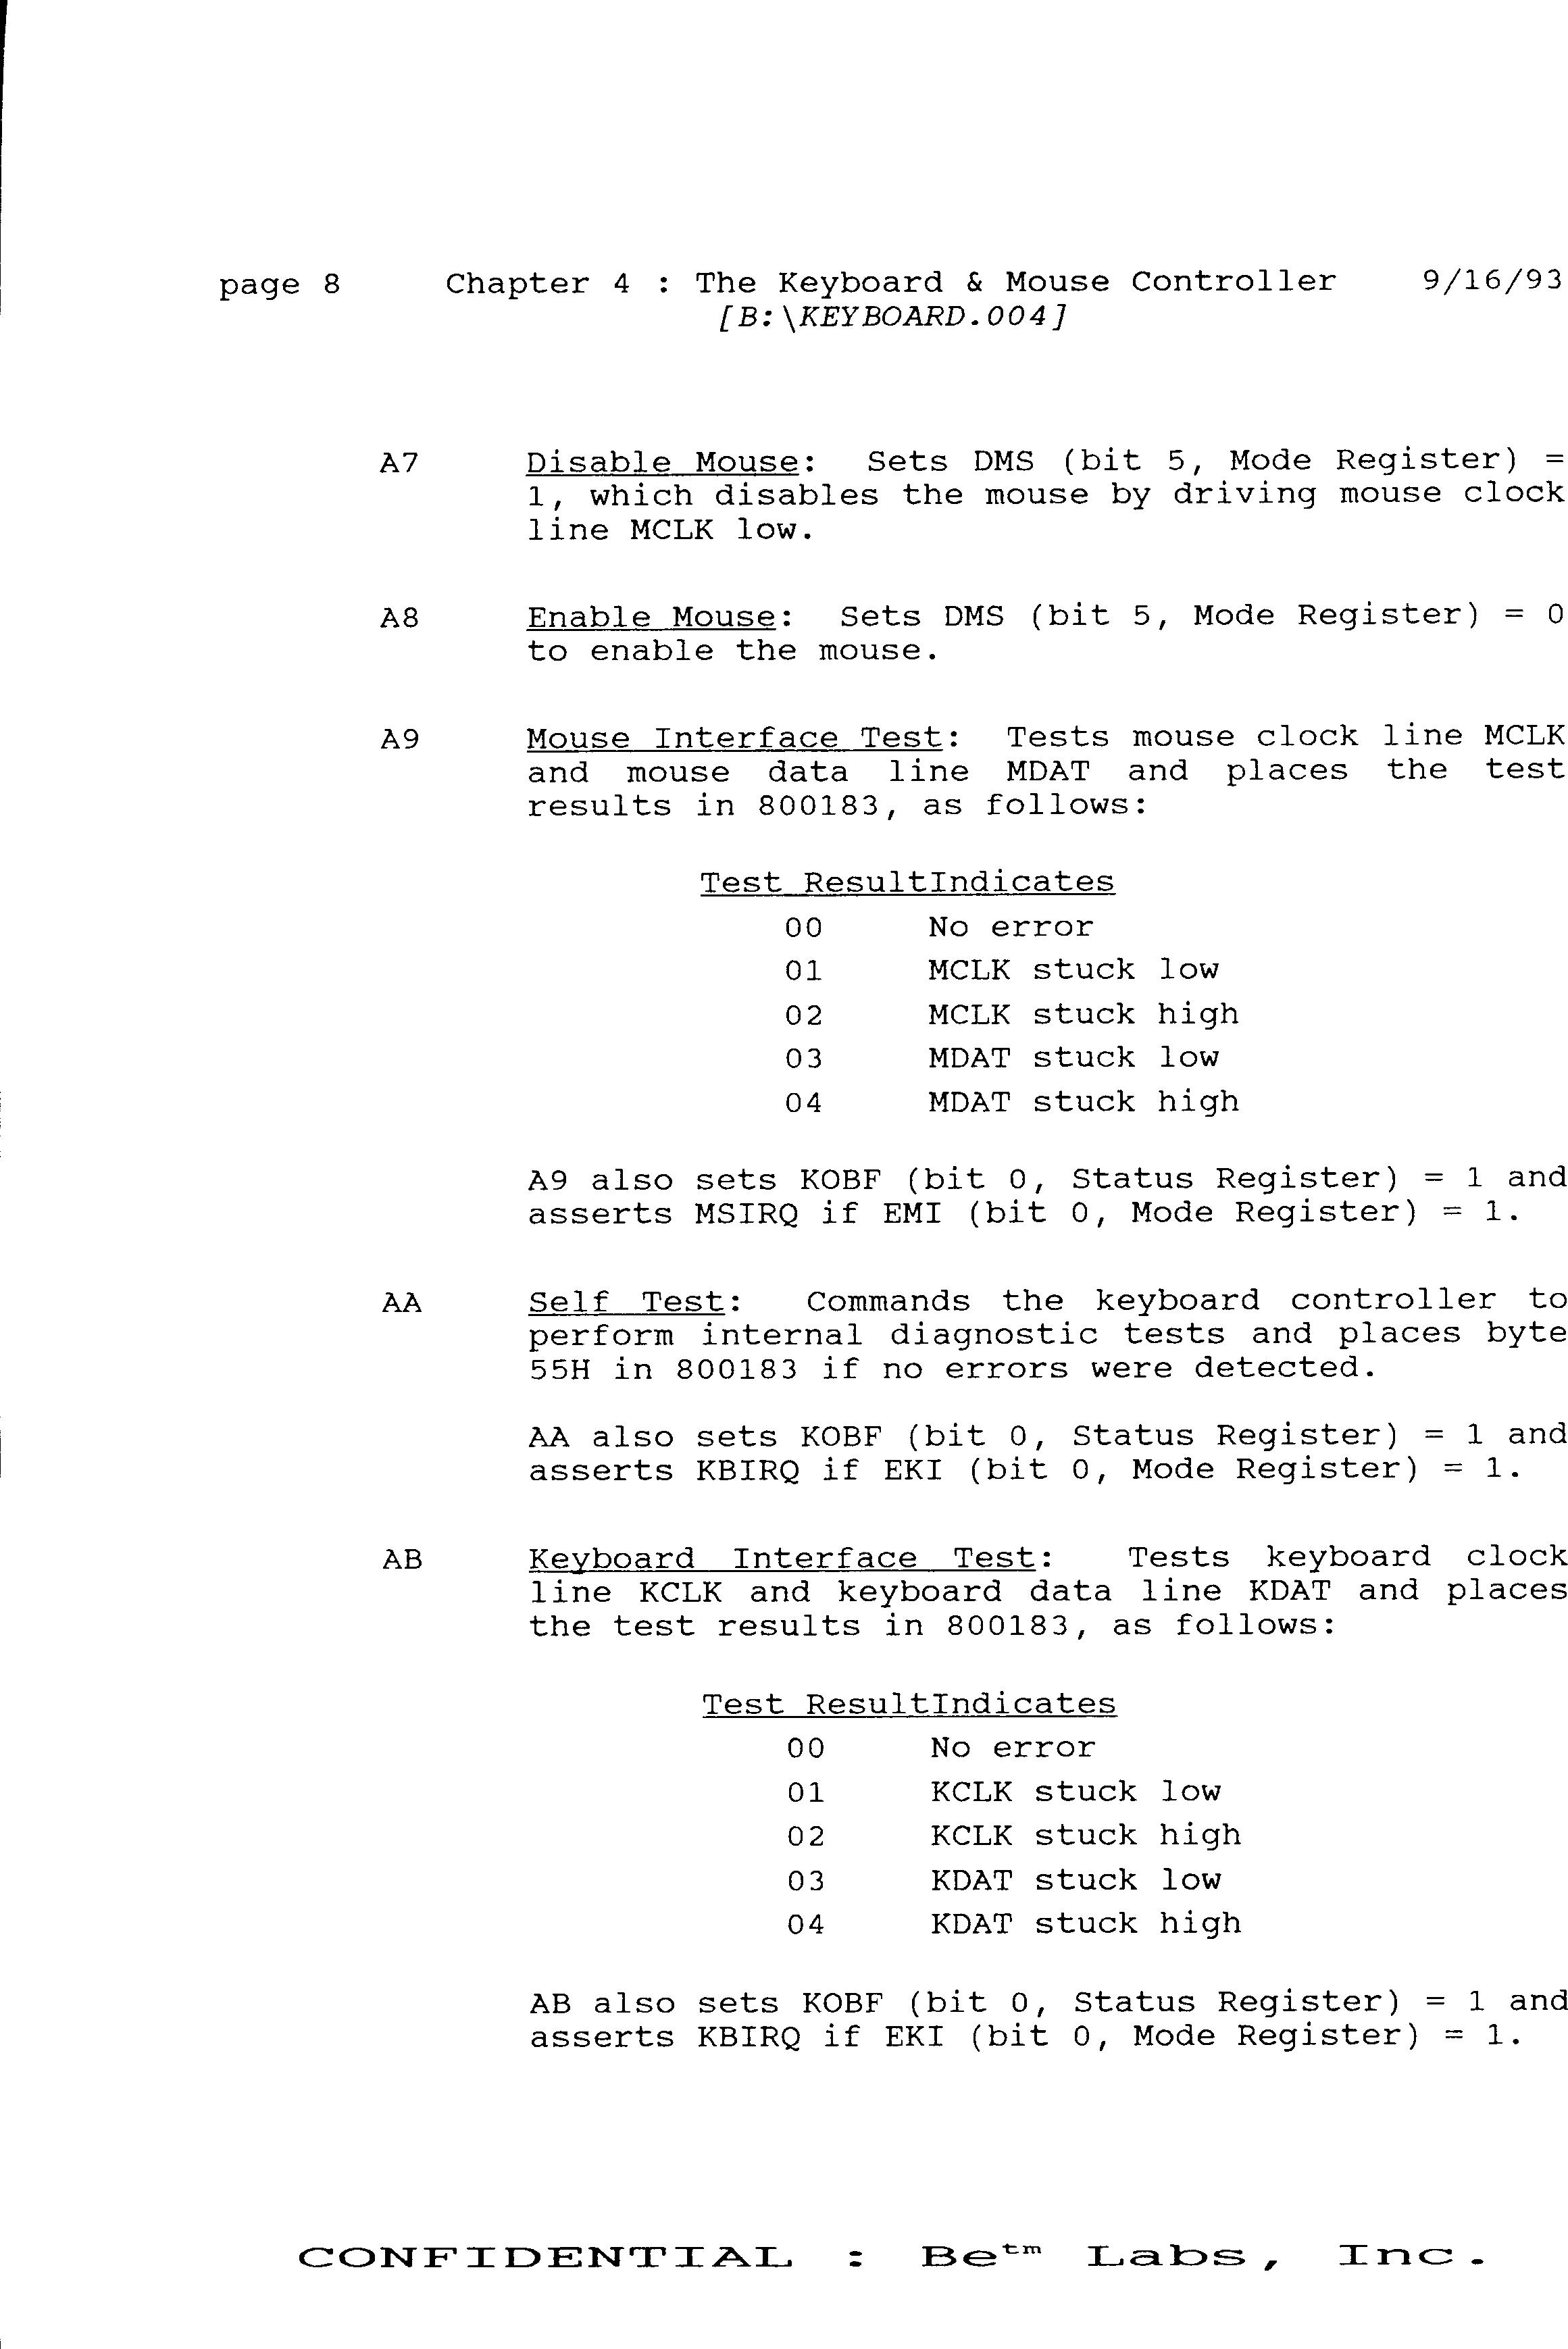 page 8 Chapter 4 : The Keyboard & Mouse Controller 9/16/93
[B:\KEYBOARD.004]
A7 Disable Mouse: Sets DMS (bit 5, Mode Register) =
1, which disables the mouse by driving mouse clock
line MCLK low.
A8 Enable Mouse: Sets DMS (bit 5, Mode Register) = 0
to enable the mouse.
A9 Mouse Interface Test: Tests mouse clock line MCLK
and mouse data line MDAT and places the test
results in 800183, as follows:
Test ResultIndicates
00 No error
01 MCLK stuck low
02 MCLK stuck high
03 MDAT stuck low
04 MDAT stuck high
A9 also sets KOBF (bit 0, Status Register) = 1 and
asserts MSIRQ if EMI (bit 0, Mode Register) = 1.
AA Self Test: Commands the keyboard controller to
perform internal diagnostic tests and places byte
55H in 800183 if no errors were detected.
AA also sets KOBF (bit 0, Status Register) = 1 and
asserts KBIRQ if EKI (bit 0, Mode Register) = 1.
AB Keyboard Interface Test: Tests keyboard clock
line KCLK and keyboard data line KDAT and places
the test results in 800183, as follows:
Test ResultIndicates
00 No error
01 KCLK stuck low
02 KCLK stuck high
03 KDAT stuck low
04 KDAT stuck high
AB also sets KOBF (bit 0, Status Register) = 1 and
asserts KBIRQ if EKI (bit 0, Mode Register) = 1.
CONFIDENTIAL : Be™ Labs, Inc.